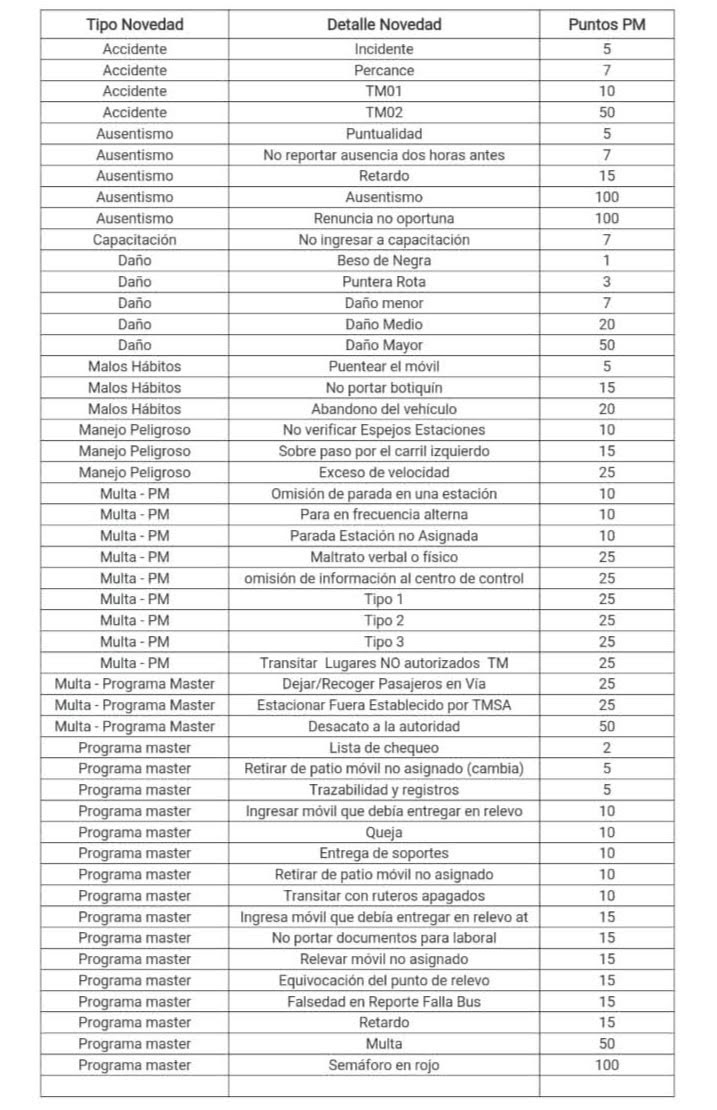 Tipo Novedad Detalle Novedad Puntos PM
Accidente Incidente 5
Accidente Percance 7
Accidente TM01 10
Accidente TM02 50
Ausentismo Puntualidad 5
Ausentismo No reportar ausencia dos horas antes 7
Ausentismo Retardo 15
Ausentismo Ausentismo 100
Ausentismo Renuncia no oportuna 100
Capacitación No ingresar a capacitación 7
Daño Beso de Negra 1
Daño Puntera Rota 3
Daño Daño menor 7
Daño Daño Medio 20
Daño Daño Mayor 50
Malos Hábitos Puentear el móvil 5
Malos Hábitos No portar botiquín 15
Malos Hábitos Abandono del vehículo 20
Manejo Peligroso No verificar Espejos Estaciones 10
Manejo Peligroso Sobre paso por el carril izquierdo 15
Manejo Peligroso Exceso de velocidad 25
Multa - PM Omisión de parada en una estación 10
Multa - PM Para en frecuencia alterna 10
Multa - PM Parada Estación no Asignada 10
Multa - PM Maltrato verbal o físico 25
Multa - PM omisión de información al centro de control 25
Multa - PM Tipo 1 25
Multa - PM Tipo 2 25
Multa - PM Tipo 3 25
Multa - PM Transitar Lugares NO autorizados TM 25
Multa - Programa Master Dejar/Recoger Pasajeros en Vía 25
Multa - Programa Master Estacionar Fuera Establecido por TMSA 25
Multa - Programa Master Desacato a la autoridad 50
Programa master Lista de chequeo 2
Programa master Retirar de patio móvil no asignado (cambia) 5
Programa master Trazabilidad y registros 5
Programa master Ingresar móvil que debía entregar en relevo 10
Programa master Queja 10
Programa master Entrega de soportes 10
Programa master Retirar de patio móvil no asignado 10
Programa master Transitar con ruteros apagados 10
Programa master Ingresa móvil que debía entregar en relevo at 15
Programa master No portar documentos para laboral 15
Programa master Relevar móvil no asignado 15
Programa master Equivocación del punto de relevo 15
Programa master Falsedad en Reporte Falla Bus 15
Programa master Retardo 15
Programa master Multa 50
Programa master Semáforo en rojo 100